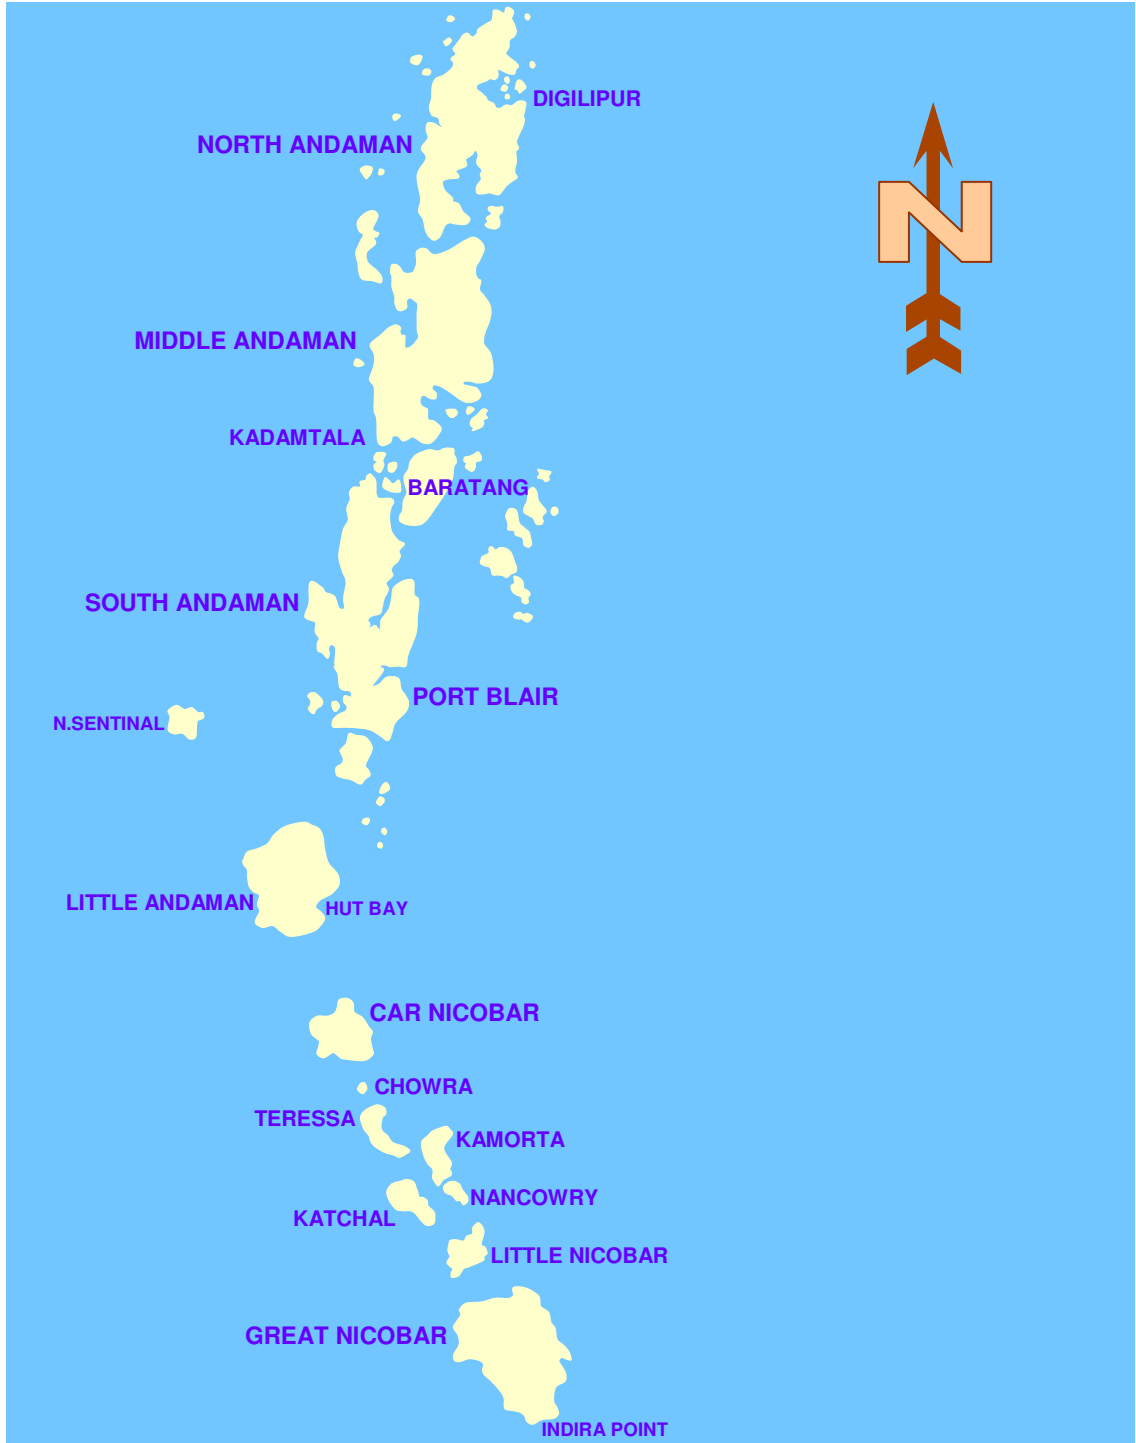 DIGILIPUR
NORTH ANDAMAN
N
MIDDLE ANDAMAN
KADAMTALA
BARATANG
SOUTH ANDAMAN
PORT BLAIR
N.SENTINAL
LITTLE ANDAMAN
HUT BAY
CAR NICOBAR
CHOWRA
TERESSA
KAMORTA
NANCOWRY
KATCHAL
LITTLE NICOBAR
GREAT NICOBAR
INDIRA POINT